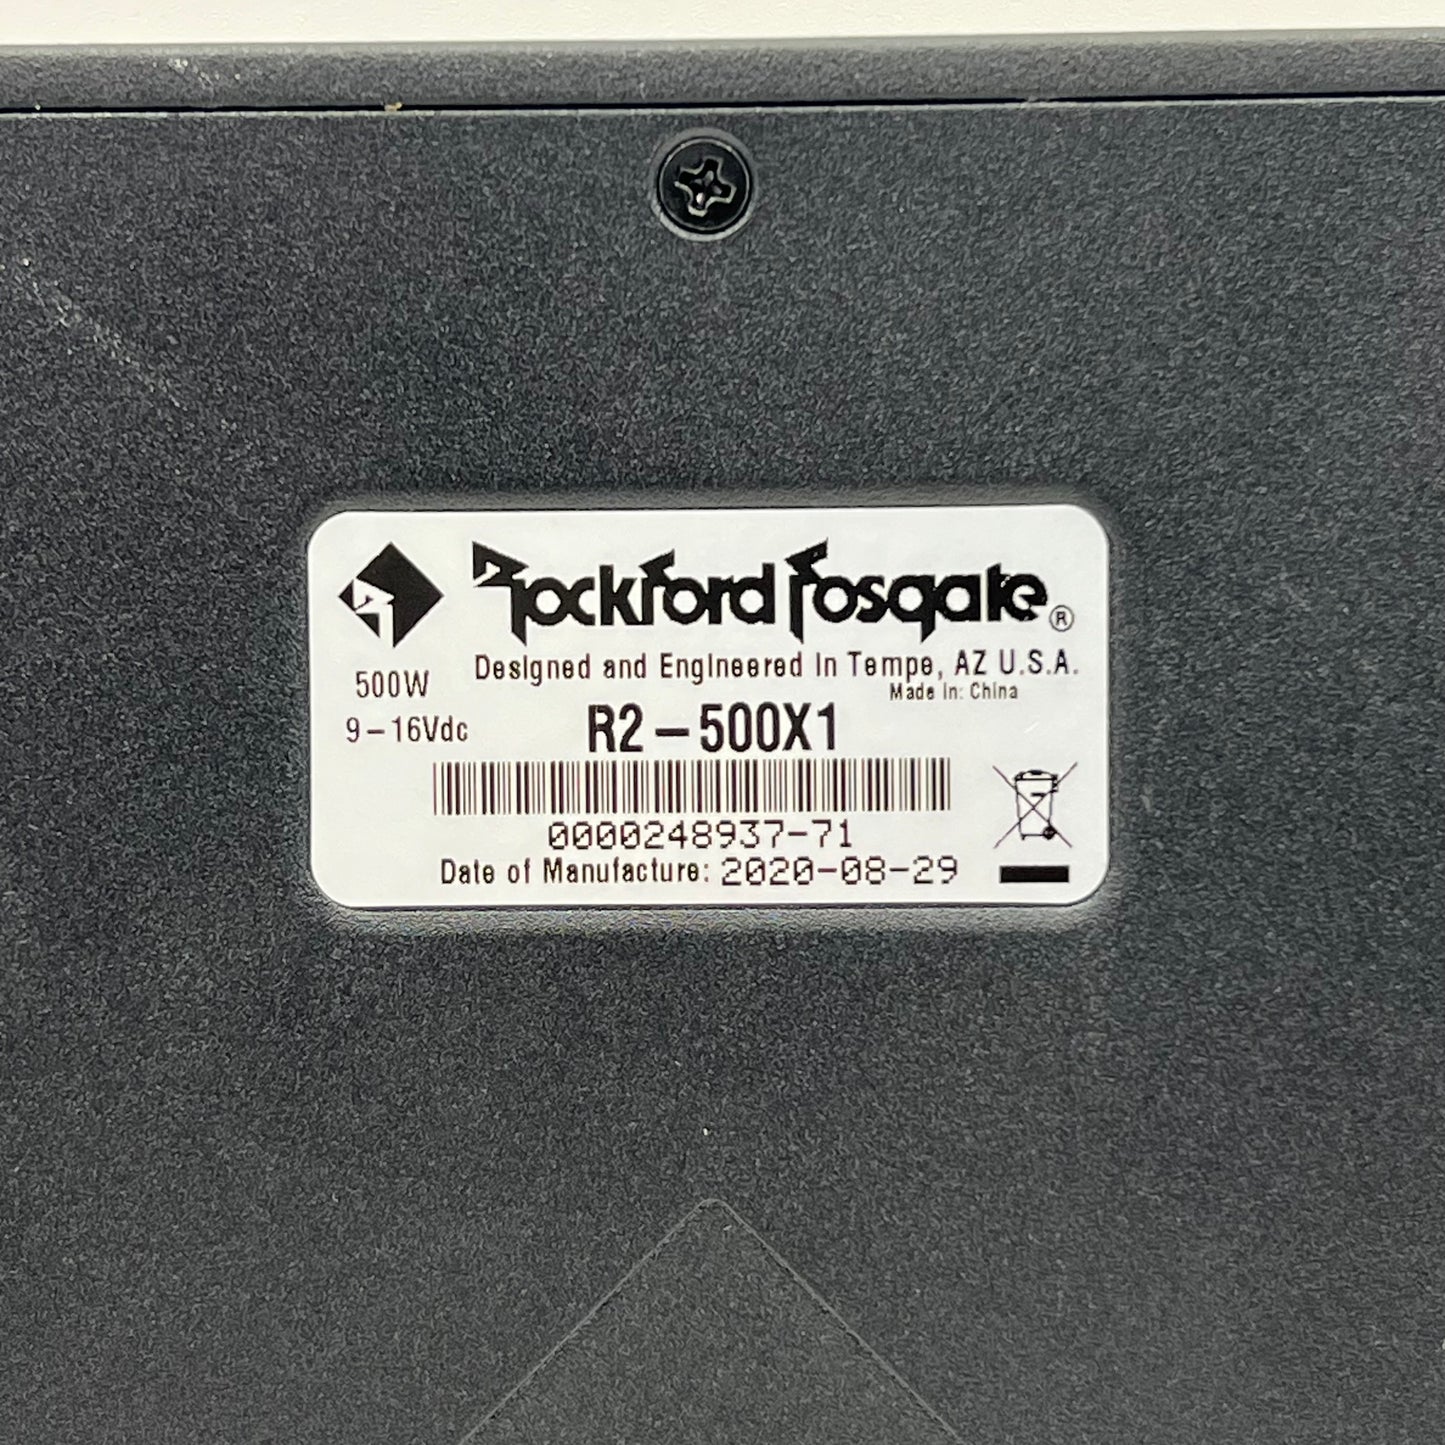 Rockford Fosgate®
Designed and Engineered in Tempe, AZ U.S.A.
500W
Made in: China
9-16Vdc
R2-500X1
0000248937-71
Date of Manufacture: 2020-08-29